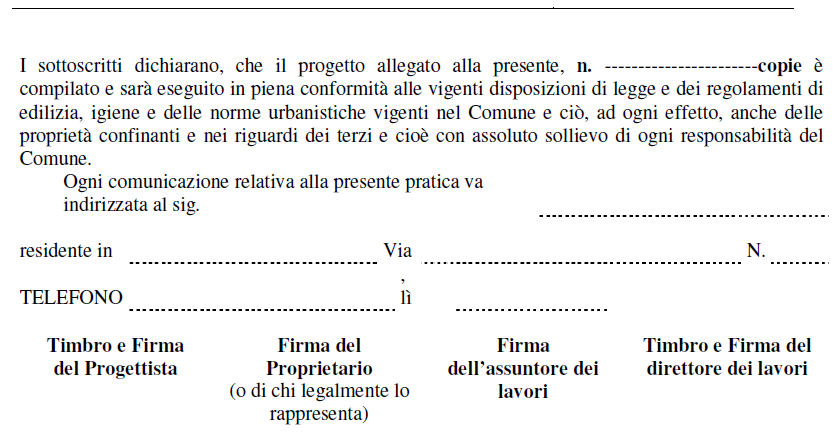 I sottoscritti dichiarano, che il progetto allegato alla presente, n. -----------------------copie è
compilato e sarà eseguito in piena conformità alle vigenti disposizioni di legge e dei regolamenti di
edilizia, igiene e delle norme urbanistiche vigenti nel Comune e ciò, ad ogni effetto, anche delle
proprietà confinanti e nei riguardi dei terzi e cioè con assoluto sollievo di ogni responsabilità del
Comune.
Ogni comunicazione relativa alla presente pratica va
indirizzata al sig.
residente in Via N.
,
TELEFONO lì
Timbro e Firma Firma del Firma Timbro e Firma del
del Progettista Proprietario dell'assuntore dei direttore dei lavori
(o di chi legalmente lo lavori
rappresenta)